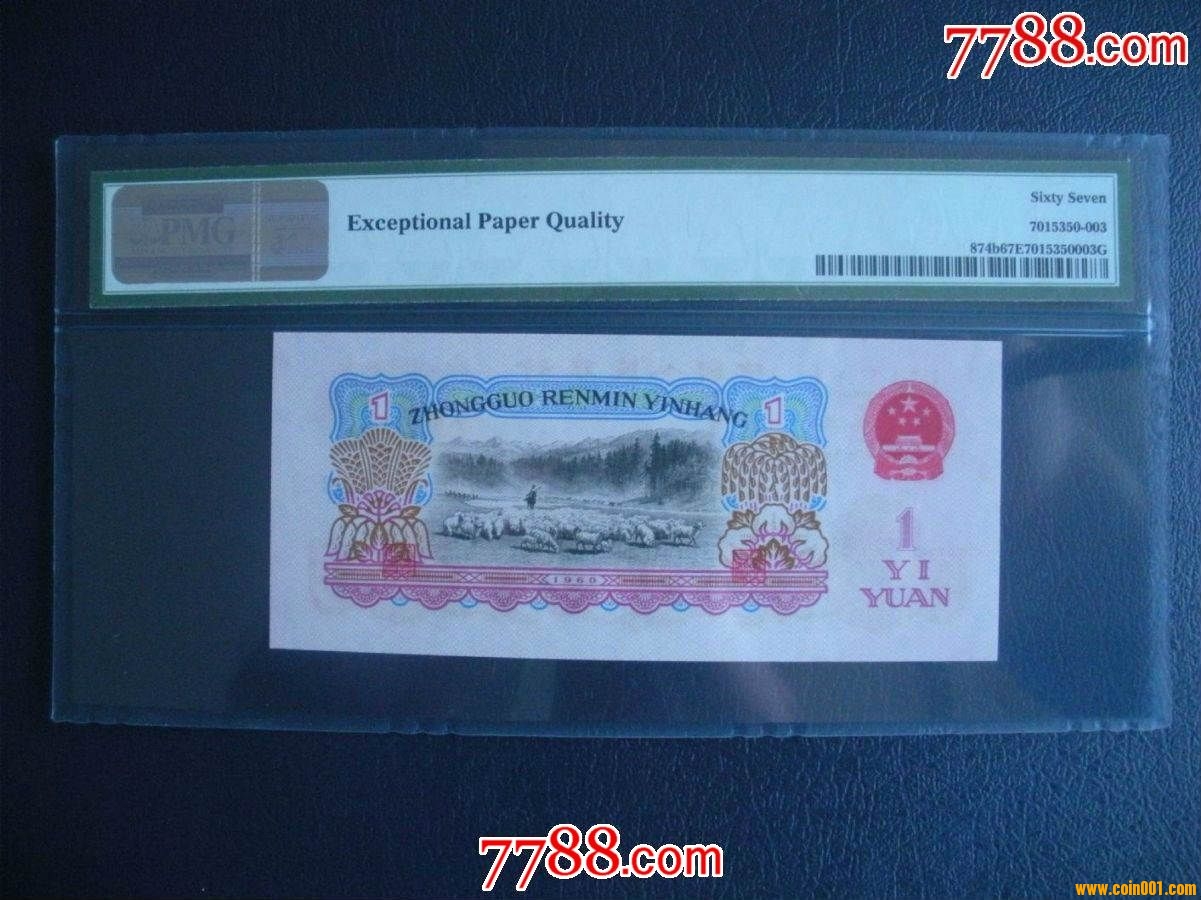 7788.com
PMG
Exceptional Paper Quality
Sixty Seven
7015350-003
874b67E7015350003G
1
ZHONGGUO RENMIN YINHANG
1
1960
1
YI
YUAN
7788.com
www.coin001.com